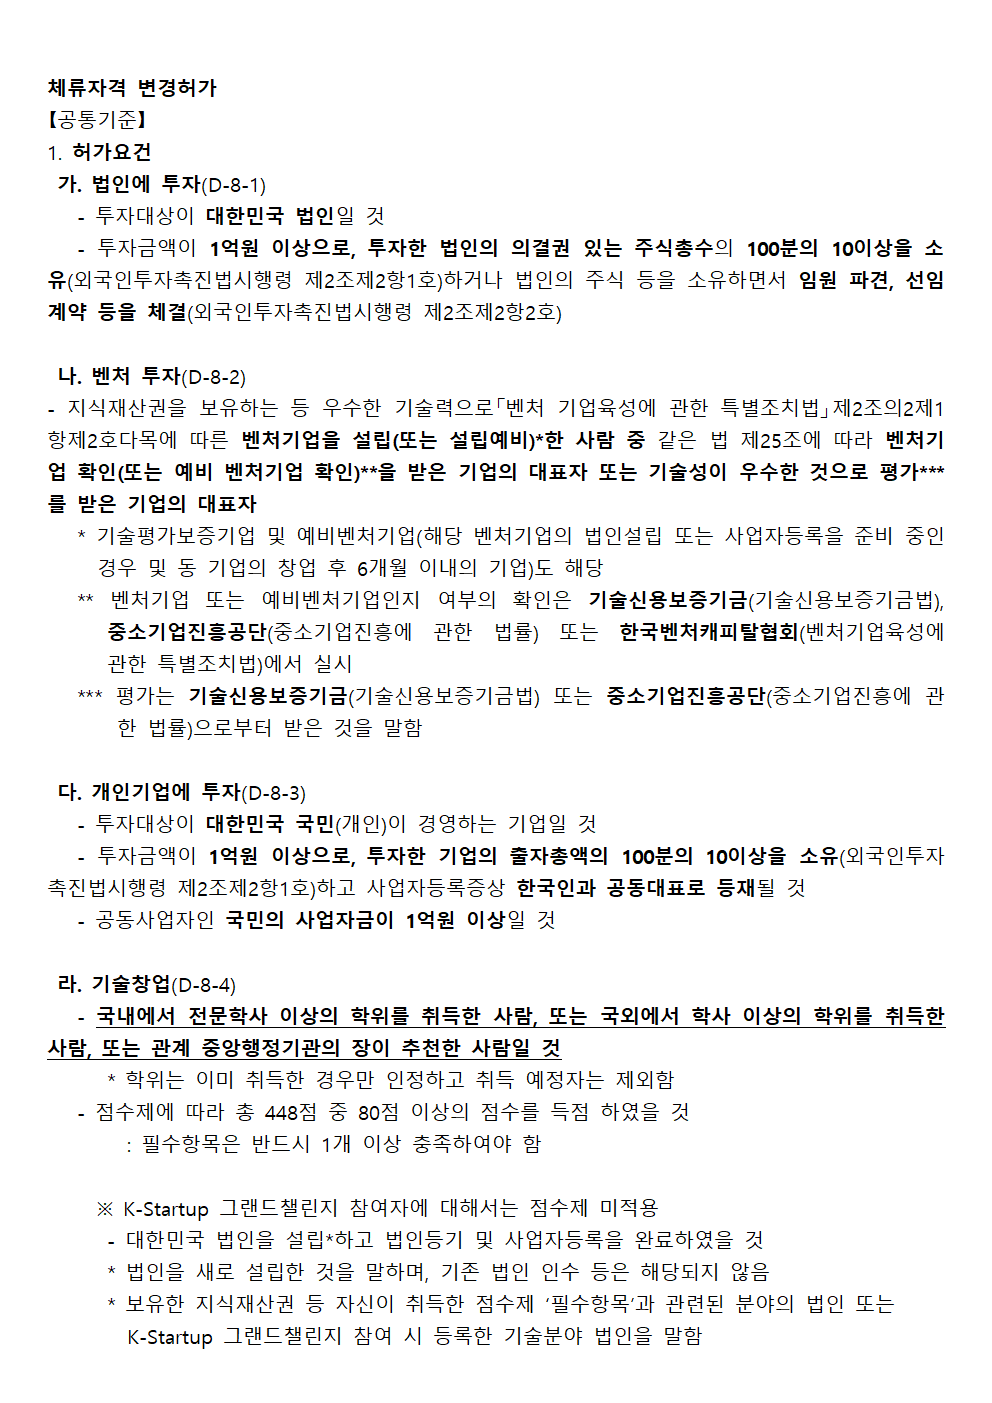 체류자격 변경허가
【공통기준】
1. 허가요건
가. 법인에 투자(D-8-1)
- 투자대상이 대한민국 법인일 것
- 투자금액이 1억원 이상으로, 투자한 법인의 의결권 있는 주식총수의 100분의 10이상을 소
유(외국인투자촉진법시행령 제2조제2항1호)하거나 법인의 주식 등을 소유하면서 임원 파견, 선임
계약 등을 체결(외국인투자촉진법시행령 제2조제2항2호)
나. 벤처 투자(D-8-2)
- 지식재산권을 보유하는 등 우수한 기술력으로「벤처 기업육성에 관한 특별조치법」제2조의2제1
항제2호다목에 따른 벤처기업을 설립(또는 설립예비)*한 사람 중 같은 법 제25조에 따라 벤처기
업 확인(또는 예비 벤처기업 확인)**을 받은 기업의 대표자 또는 기술성이 우수한 것으로 평가***
를 받은 기업의 대표자
* 기술평가보증기업 및 예비벤처기업(해당 벤처기업의 법인설립 또는 사업자등록을 준비 중인
경우 및 동 기업의 창업 후 6개월 이내의 기업)도 해당
** 벤처기업 또는 예비벤처기업인지 여부의 확인은 기술신용보증기금(기술신용보증기금법),
중소기업진흥공단(중소기업진흥에 관한 법률) 또는 한국벤처캐피탈협회(벤처기업육성에
관한 특별조치법)에서 실시
*** 평가는 기술신용보증기금(기술신용보증기금법) 또는 중소기업진흥공단(중소기업진흥에 관
한 법률)으로부터 받은 것을 말함
다. 개인기업에 투자(D-8-3)
- 투자대상이 대한민국 국민(개인)이 경영하는 기업일 것
- 투자금액이 1억원 이상으로, 투자한 기업의 출자총액의 100분의 10이상을 소유(외국인투자
촉진법시행령 제2조제2항1호)하고 사업자등록증상 한국인과 공동대표로 등재될 것
- 공동사업자인 국민의 사업자금이 1억원 이상일 것
라. 기술창업(D-8-4)
- 국내에서 전문학사 이상의 학위를 취득한 사람, 또는 국외에서 학사 이상의 학위를 취득한
사람, 또는 관계 중앙행정기관의 장이 추천한 사람일 것
* 학위는 이미 취득한 경우만 인정하고 취득 예정자는 제외함
- 점수제에 따라 총 448점 중 80점 이상의 점수를 득점 하였을 것
: 필수항목은 반드시 1개 이상 충족하여야 함
※ K-Startup 그랜드챌린지 참여자에 대해서는 점수제 미적용
- 대한민국 법인을 설립*하고 법인등기 및 사업자등록을 완료하였을 것
* 법인을 새로 설립한 것을 말하며, 기존 법인 인수 등은 해당되지 않음
* 보유한 지식재산권 등 자신이 취득한 점수제 ‘필수항목’과 관련된 분야의 법인 또는
K-Startup 그랜드챌린지 참여 시 등록한 기술분야 법인을 말함